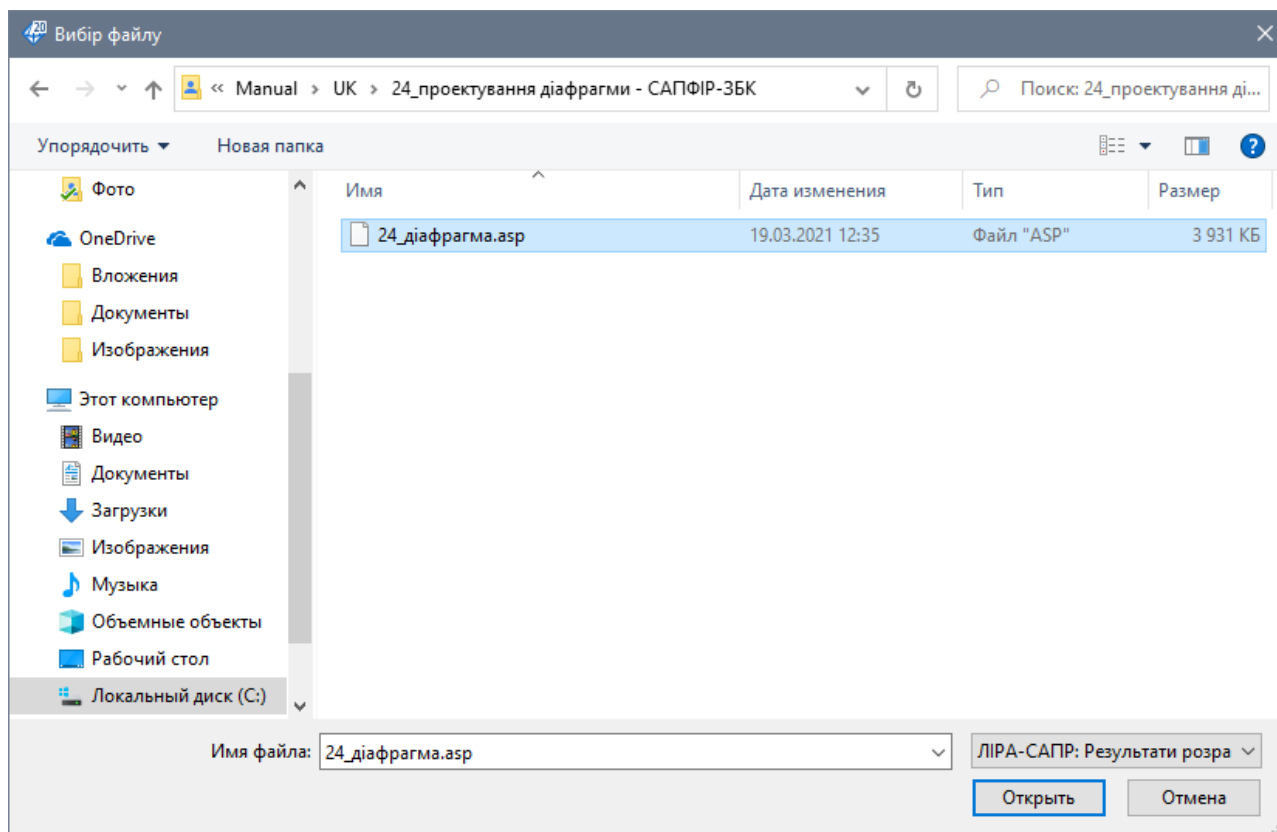 20
Вибір файлу
« Manual > UK > 24_проектування діафрагми - САПФІР-ЗБК
Поиск: 24_проектування ді...
Упорядочить Новая папка
Фото
OneDrive
Вложения
Документы
Изображения
Этот компьютер
Видео
Документы
Загрузки
Изображения
Музыка
Объемные объекты
Рабочий стол
Локальный диск (C:)
Имя Дата изменения Тип Размер
24_діафрагма.asp 19.03.2021 12:35 Файл "ASP" 3 931 КБ
Имя файла: 24_діафрагма.asp ЛІРА-САПР: Результати розра
Открыть Отмена